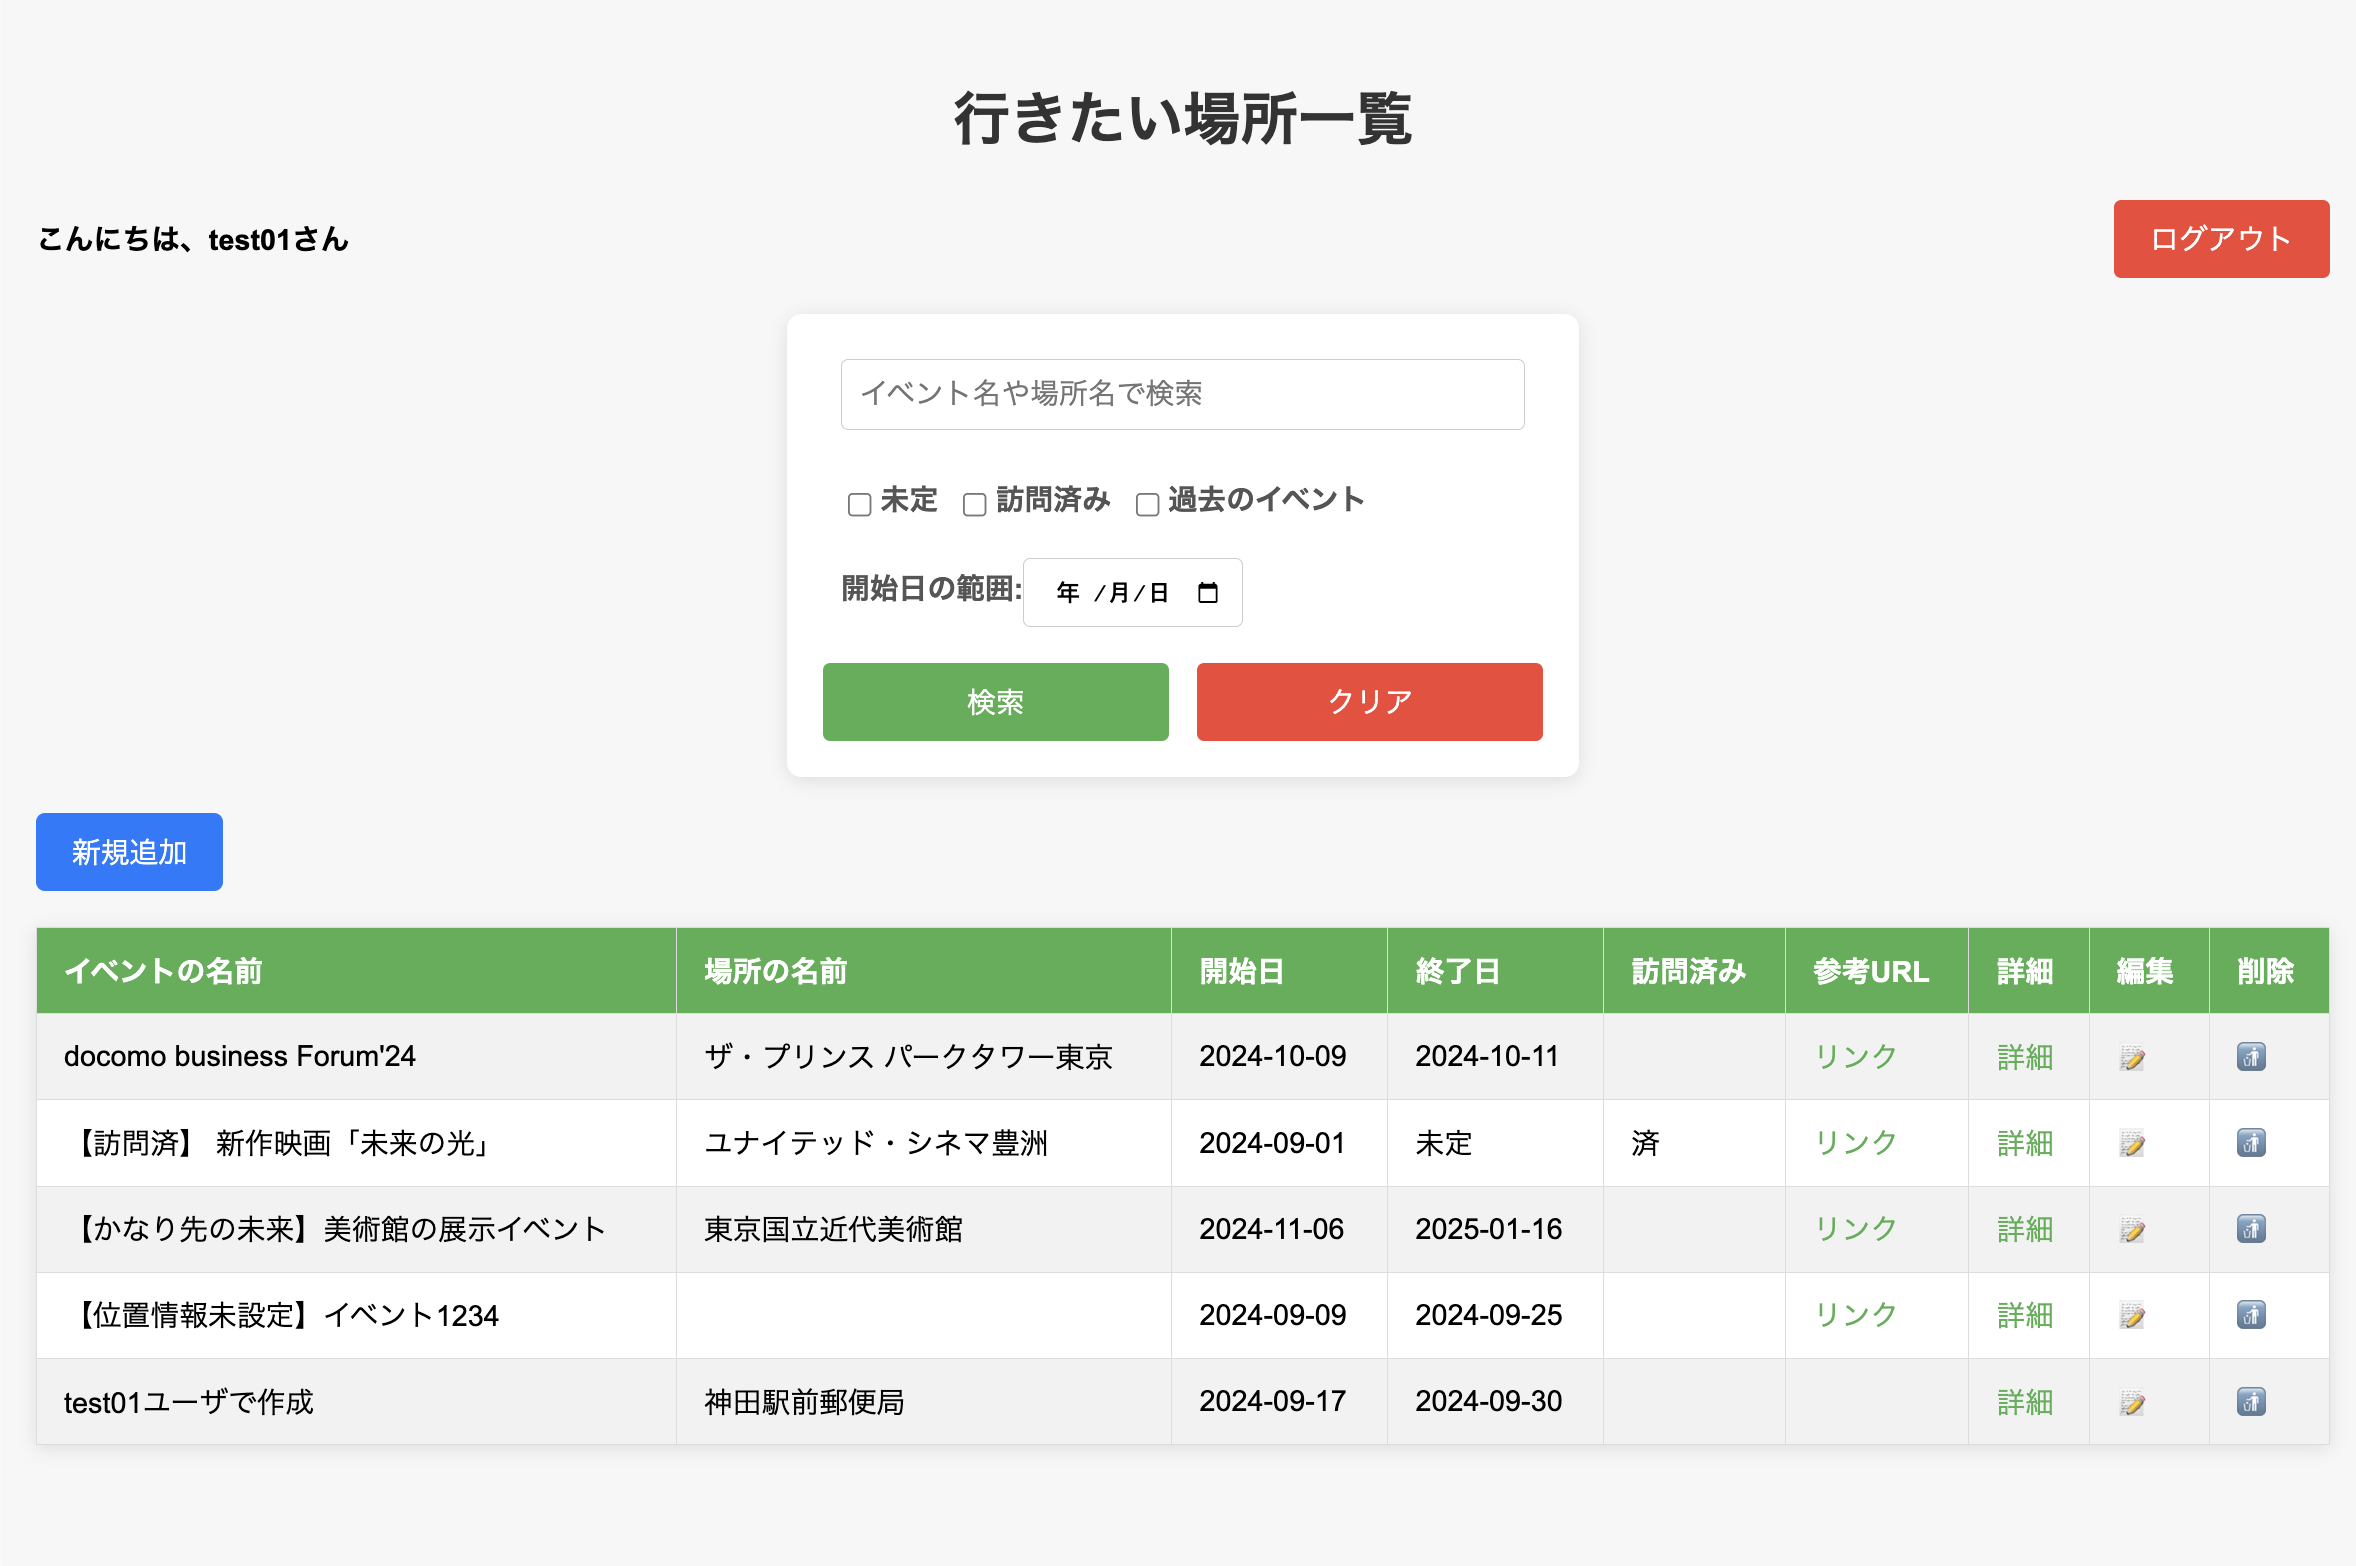 行きたい場所一覧
こんにちは、test01さん
ログアウト
イベント名や場所名で検索
未定 訪問済み 過去のイベント
開始日の範囲: 年 /月/日
検索 クリア
新規追加
イベントの名前 場所の名前 開始日 終了日 訪問済み 参考URL 詳細 編集 削除
docomo business Forum'24 ザ・プリンス パークタワー東京 2024-10-09 2024-10-11 リンク 詳細
【訪問済】 新作映画「未来の光」 ユナイテッド・シネマ豊洲 2024-09-01 未定 済 リンク 詳細
【かなり先の未来】美術館の展示イベント 東京国立近代美術館 2024-11-06 2025-01-16 リンク 詳細
【位置情報未設定】イベント1234 2024-09-09 2024-09-25 リンク 詳細
test01ユーザで作成 神田駅前郵便局 2024-09-17 2024-09-30 詳細